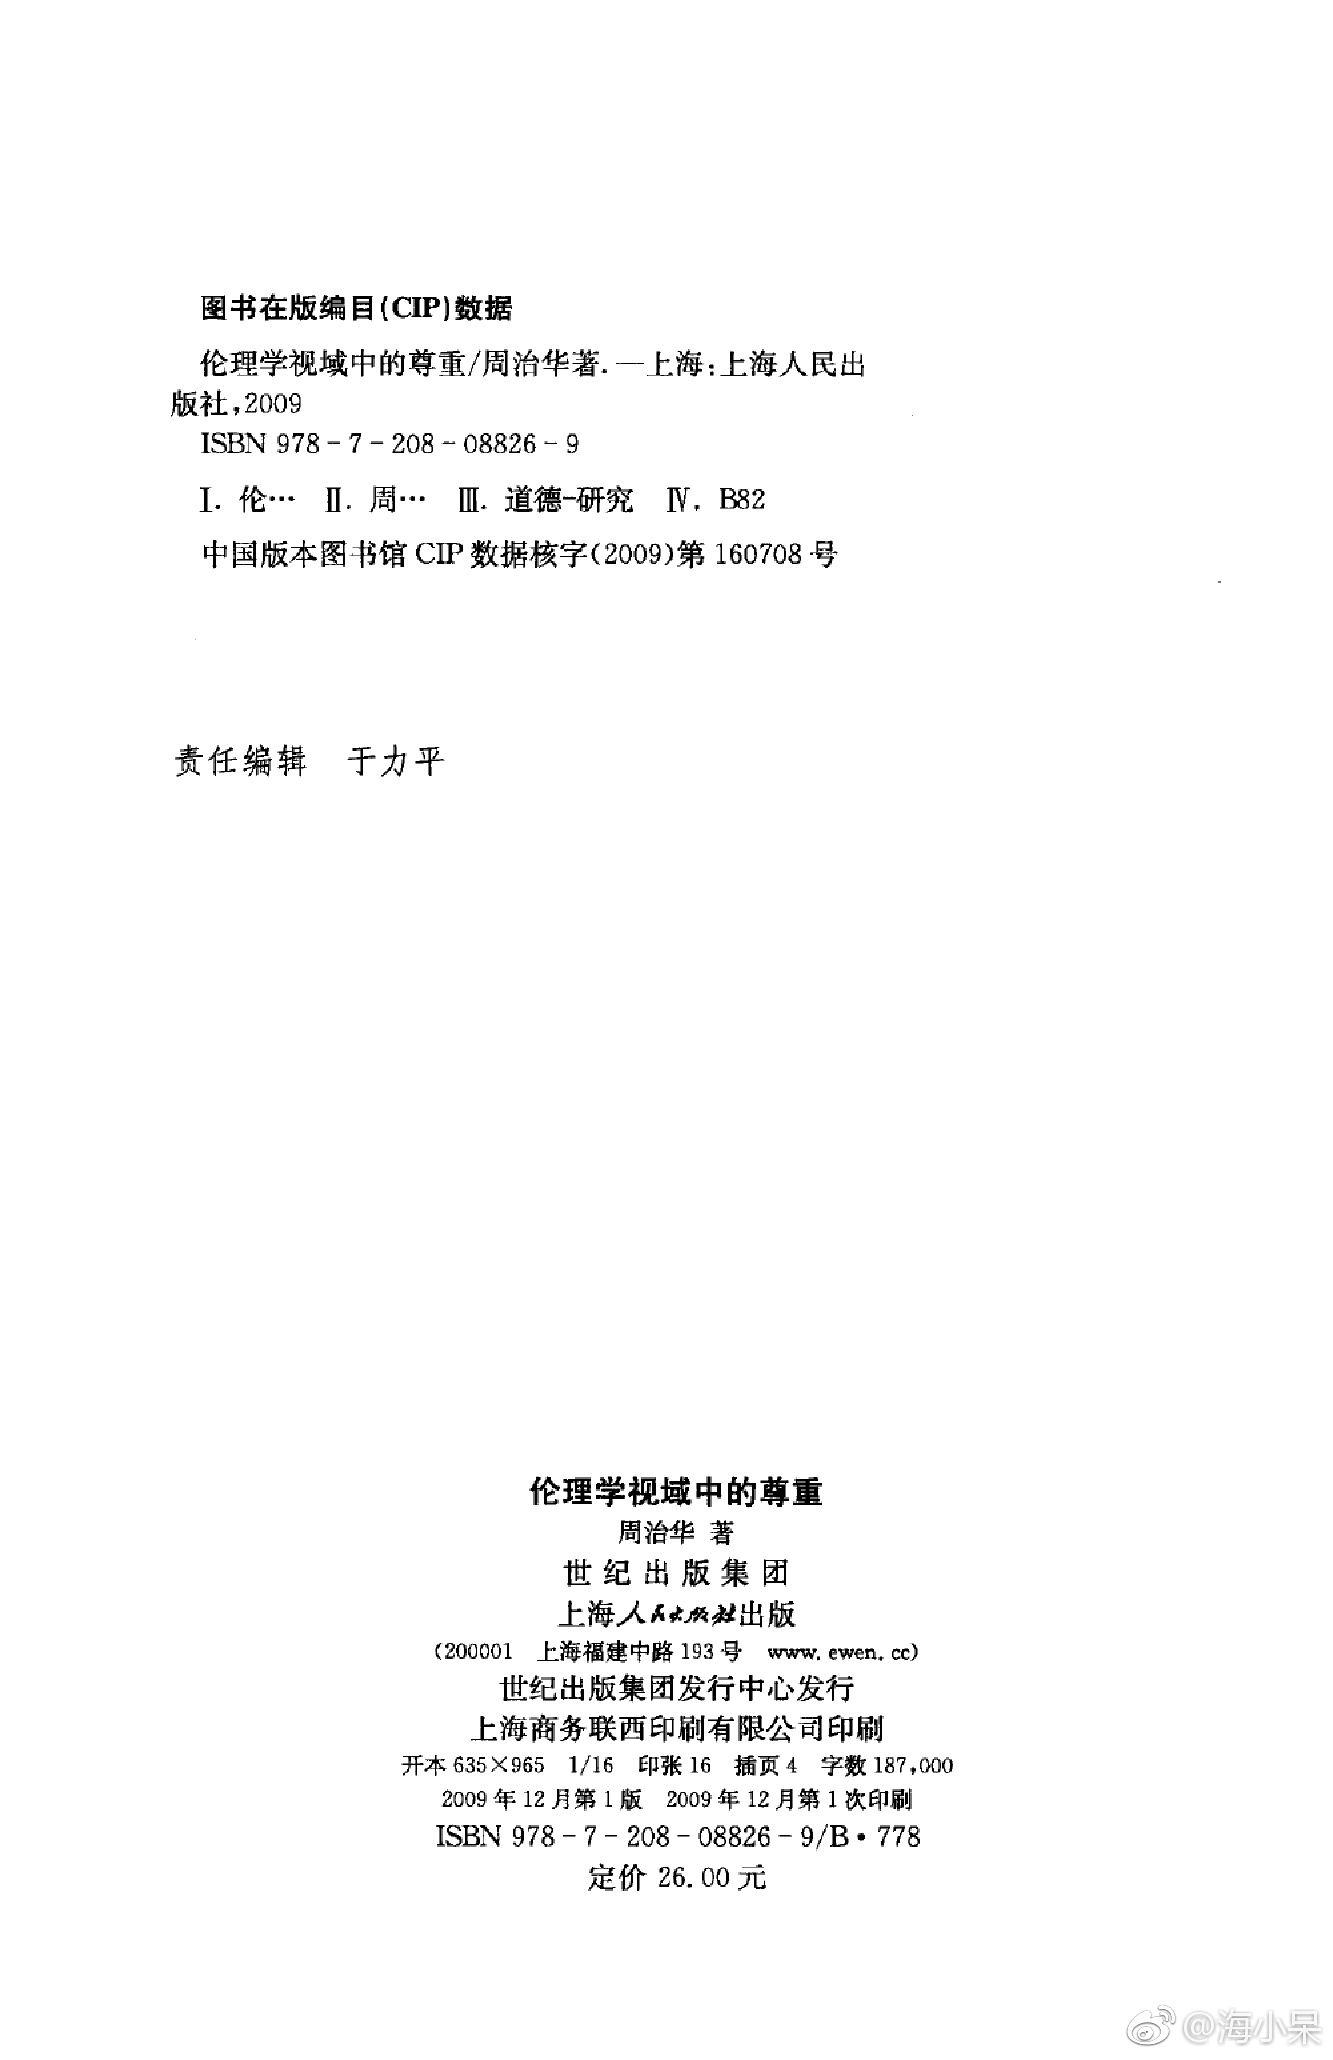 图书在版编目(CIP)数据
伦理学视域中的尊重/周治华著.—上海:上海人民出
版社,2009
ISBN 978-7-208-08826-9
Ⅰ. 伦… Ⅱ. 周… Ⅲ. 道德-研究 Ⅳ. B82
中国版本图书馆 CIP 数据核字(2009)第 160708 号
责任编辑 于力平
伦理学视域中的尊重
周治华 著
世纪出版集团
上海人民出版社出版
(200001 上海福建中路 193 号 www.ewen.cc)
世纪出版集团发行中心发行
上海商务联西印刷有限公司印刷
开本 635×965 1/16 印张 16 插页 4 字数 187,000
2009 年 12 月第 1 版 2009 年 12 月第 1 次印刷
ISBN 978-7-208-08826-9/B·778
定价 26.00 元
@海小呆